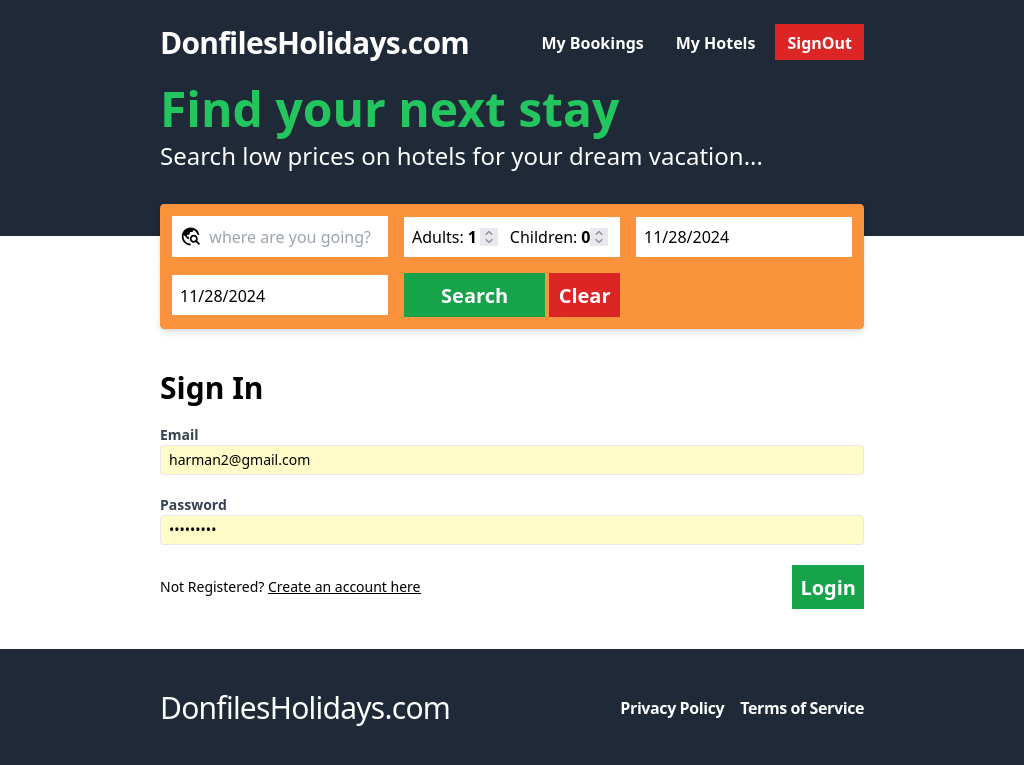 DonfilesHolidays.com
My Bookings
My Hotels
SignOut
Find your next stay
Search low prices on hotels for your dream vacation...
where are you going?
Adults: 1
Children: 0
11/28/2024
11/28/2024
Search
Clear
Sign In
Email
harman2@gmail.com
Password
•••••••••
Not Registered? Create an account here
Login
DonfilesHolidays.com
Privacy Policy
Terms of Service